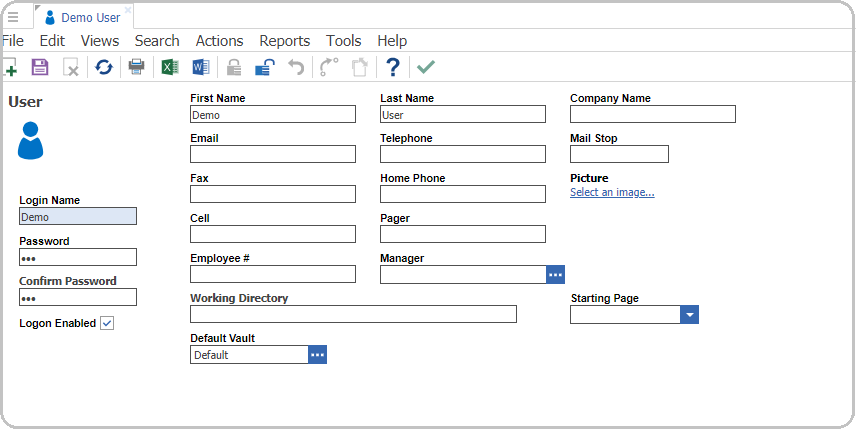 Demo User
File Edit Views Search Actions Reports Tools Help
?
User
First Name Last Name Company Name
Demo User
Email Telephone Mail Stop
Fax Home Phone Picture
Select an image...
Login Name
Demo
Cell Pager
Password
•••
Employee # Manager
...
Confirm Password
•••
Working Directory Starting Page
Logon Enabled
Default Vault
Default ...